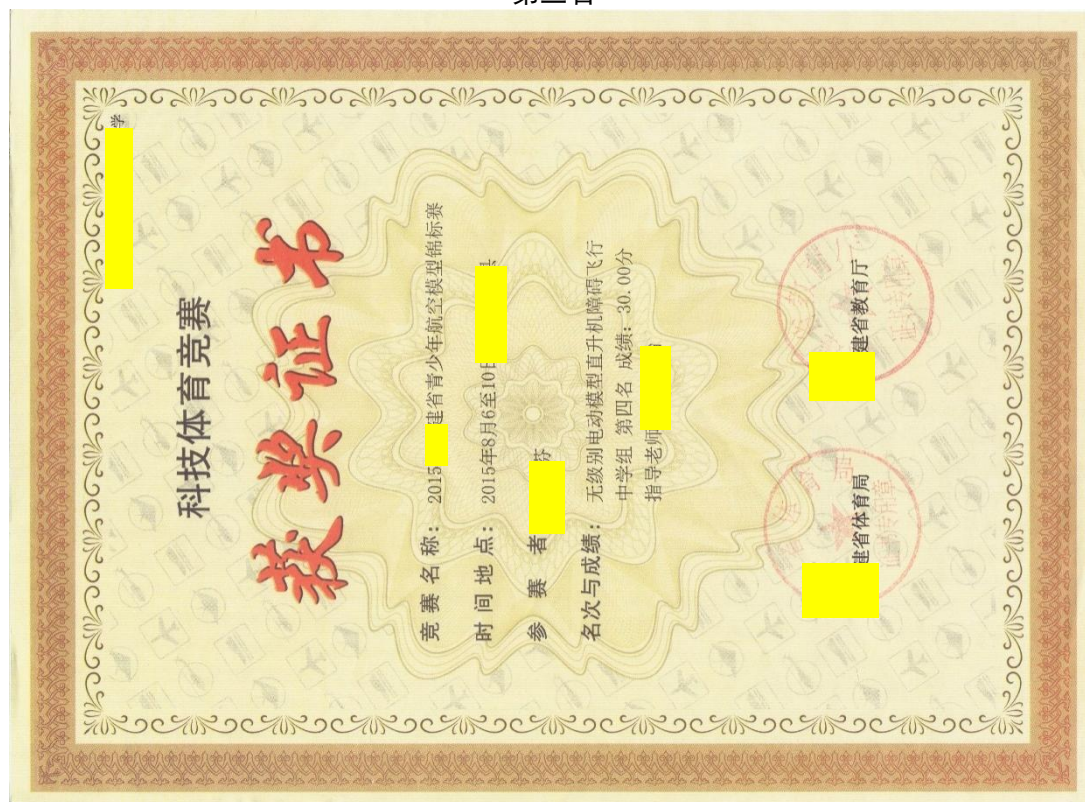 学
科技体育竞赛
获奖证书
竞赛名称: 2015 建省青少年航空模型锦标赛
时间地点: 2015年8月6至10日
参赛者 芬
名次与成绩: 无级别电动模型直升机障碍飞行
中学组 第四名 成绩: 30.00分
指导老师
建省体育局 建省教育厅